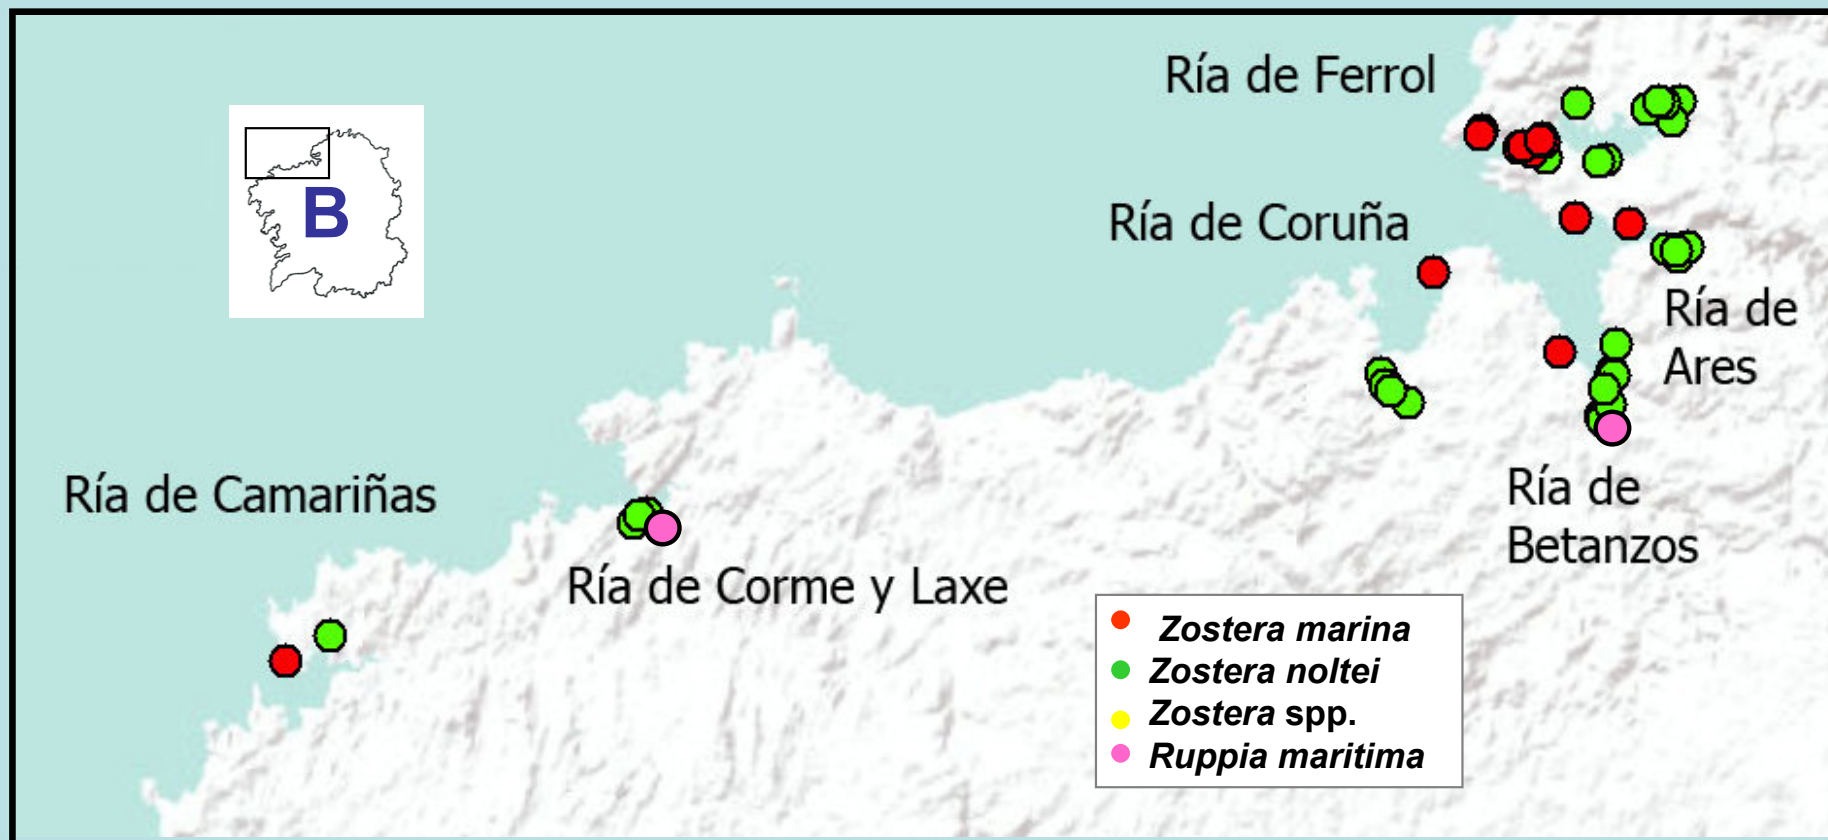 Ría de Ferrol
B
Ría de Coruña
Ría de
Ares
Ría de Camariñas
Ría de
Betanzos
Ría de Corme y Laxe
Zostera marina
Zostera noltei
Zostera spp.
Ruppia maritima